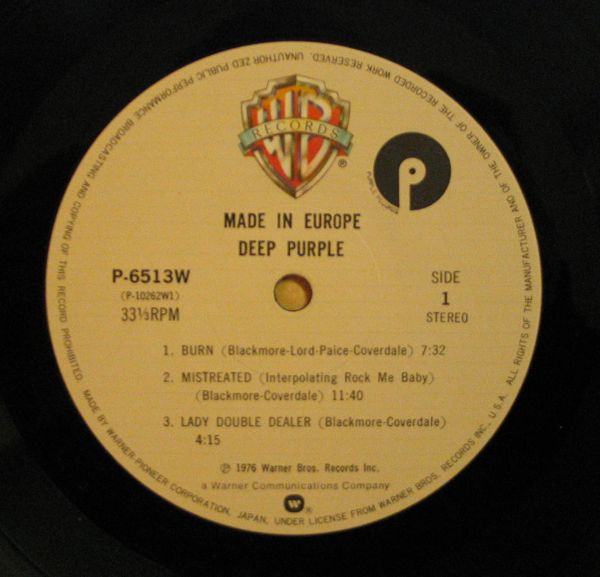 ALL RIGHTS OF THE MANUFACTURER AND OF THE OWNER OF THE RECORDED WORK RESERVED. UNAUTHORIZED PUBLIC PERFORMANCE BROADCASTING AND COPYING OF THIS RECORD PROHIBITED. MADE BY WARNER-PIONEER CORPORATION, JAPAN, UNDER LICENSE FROM WARNER BROS. RECORDS INC., U.S.A.
WB
RECORDS
®
P
PURPLE RECORDS
MADE IN EUROPE
DEEP PURPLE
P-6513W
(P-10262W1)
33⅓RPM
SIDE
1
STEREO
1. BURN (Blackmore-Lord-Paice-Coverdale) 7:32
2. MISTREATED (Interpolating Rock Me Baby)
(Blackmore-Coverdale) 11:40
3. LADY DOUBLE DEALER (Blackmore-Coverdale)
4:15
℗ 1976 Warner Bros. Records Inc.
a Warner Communications Company
W®